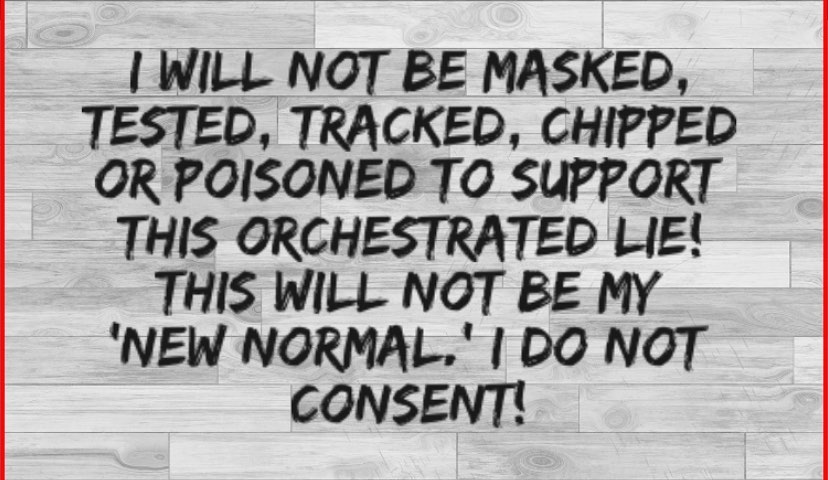 I WILL NOT BE MASKED,
TESTED, TRACKED, CHIPPED
OR POISONED TO SUPPORT
THIS ORCHESTRATED LIE!
THIS WILL NOT BE MY
'NEW NORMAL.' I DO NOT
CONSENT!